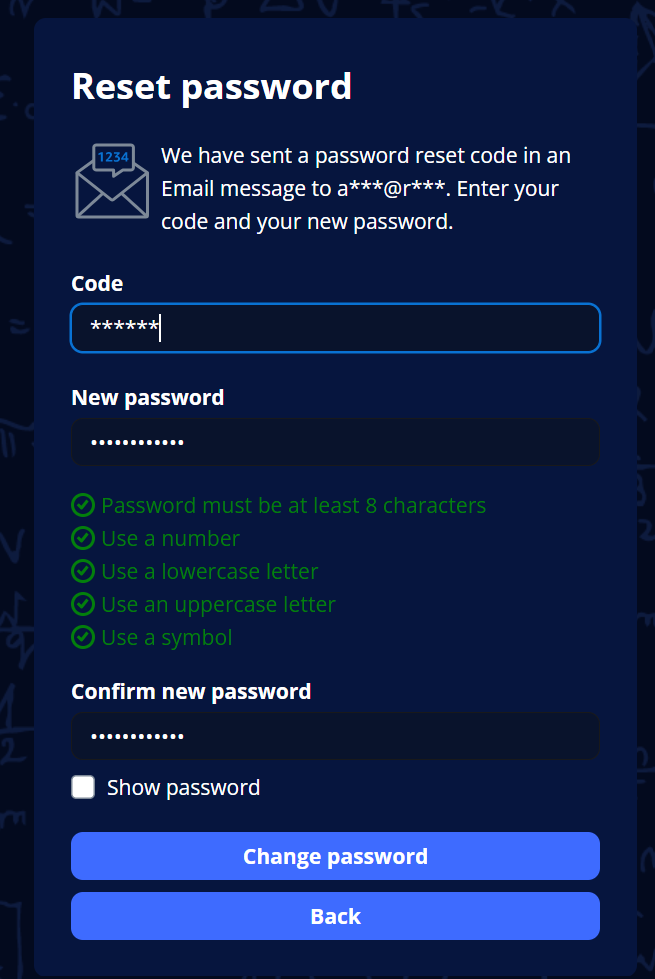 Reset password
1234
We have sent a password reset code in an
Email message to a***@r***. Enter your
code and your new password.
Code
******
New password
••••••••••••
Password must be at least 8 characters
Use a number
Use a lowercase letter
Use an uppercase letter
Use a symbol
Confirm new password
••••••••••••
Show password
Change password
Back